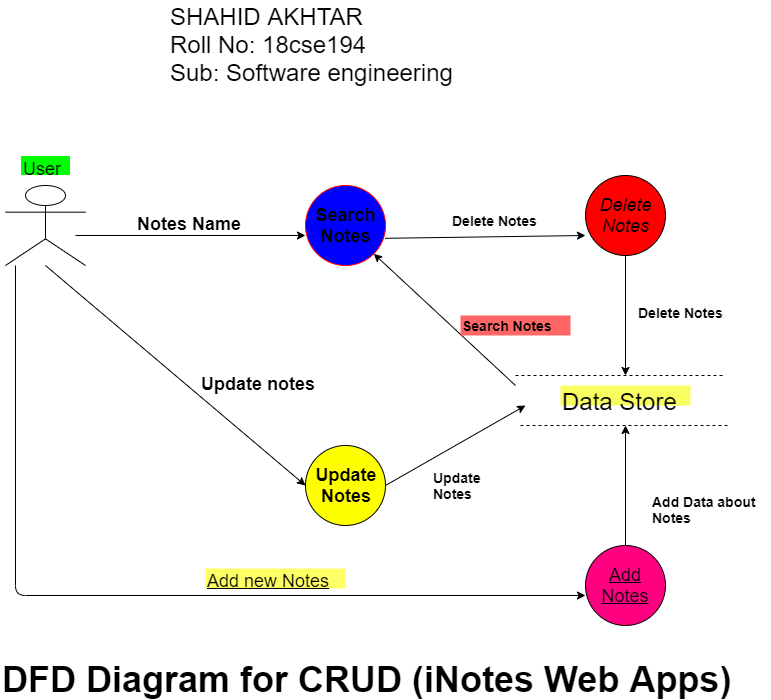 SHAHID AKHTAR
Roll No: 18cse194
Sub: Software engineering
User
Notes Name
Search
Notes
Delete Notes
Delete
Notes
Search Notes
Delete Notes
Update notes
Data Store
Update
Notes
Update
Notes
Add Data about
Notes
Add new Notes
Add
Notes
DFD Diagram for CRUD (iNotes Web Apps)